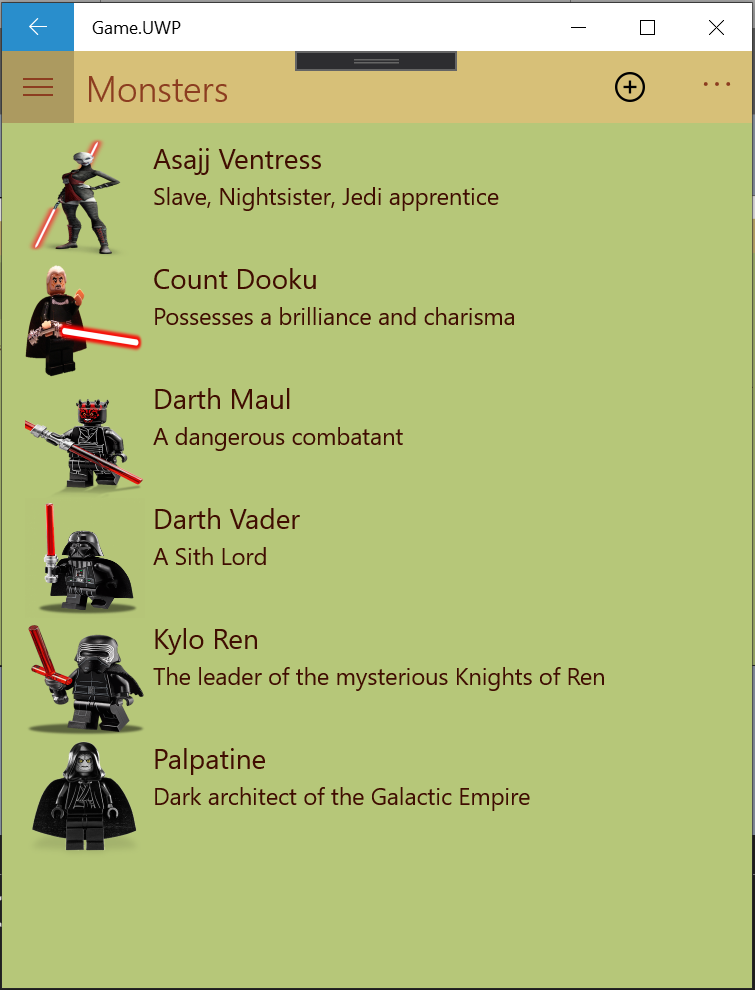 Game.UWP
Monsters
Asajj Ventress
Slave, Nightsister, Jedi apprentice
Count Dooku
Possesses a brilliance and charisma
Darth Maul
A dangerous combatant
Darth Vader
A Sith Lord
Kylo Ren
The leader of the mysterious Knights of Ren
Palpatine
Dark architect of the Galactic Empire